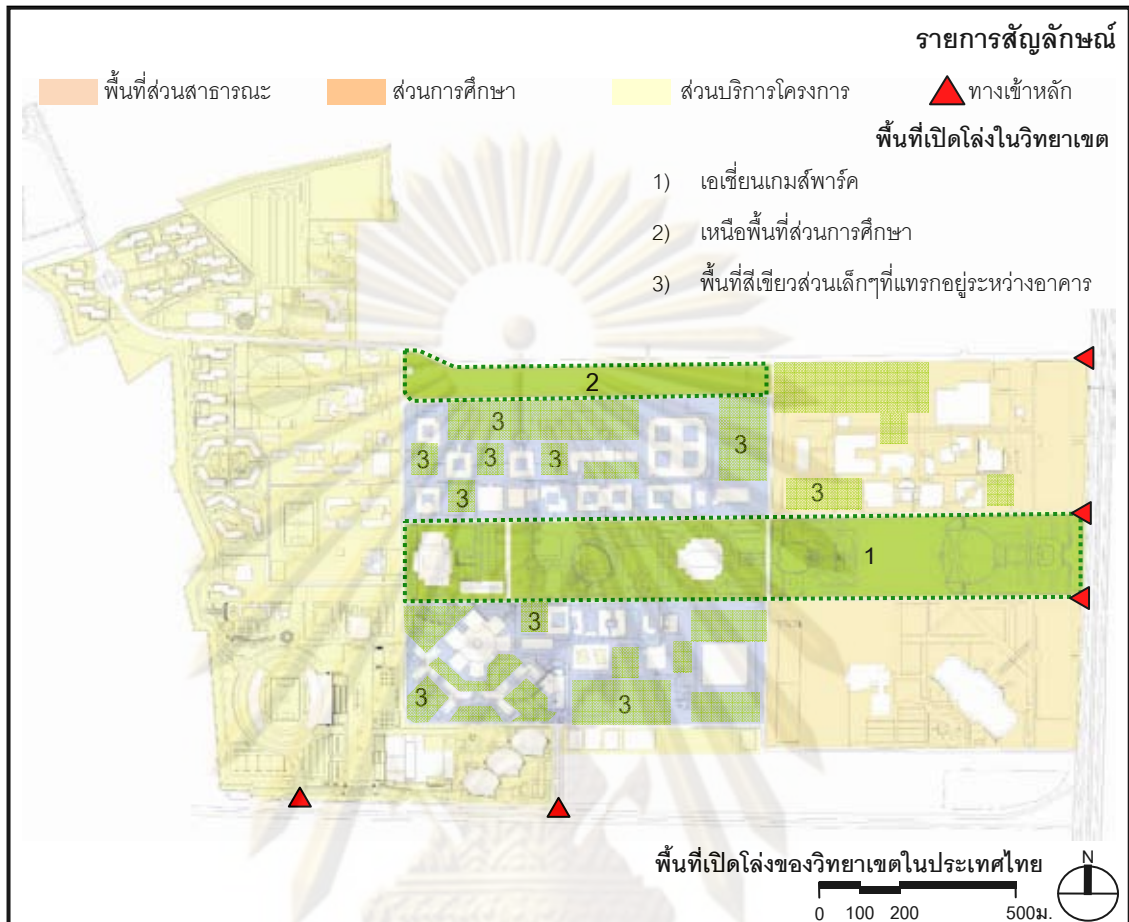 รายการสัญลักษณ์
พื้นที่ส่วนสาธารณะ ส่วนการศึกษา ส่วนบริการโครงการ ทางเข้าหลัก
พื้นที่เปิดโล่งในวิทยาเขต
1) เอเชี่ยนเกมส์พาร์ค
2) เหนือพื้นที่ส่วนการศึกษา
3) พื้นที่สีเขียวส่วนเล็กๆที่แทรกอยู่ระหว่างอาคาร
2
3
3
3 3 3
3
3
1
3
3
3
พื้นที่เปิดโล่งของวิทยาเขตในประเทศไทย
N
0 100 200 500ม.